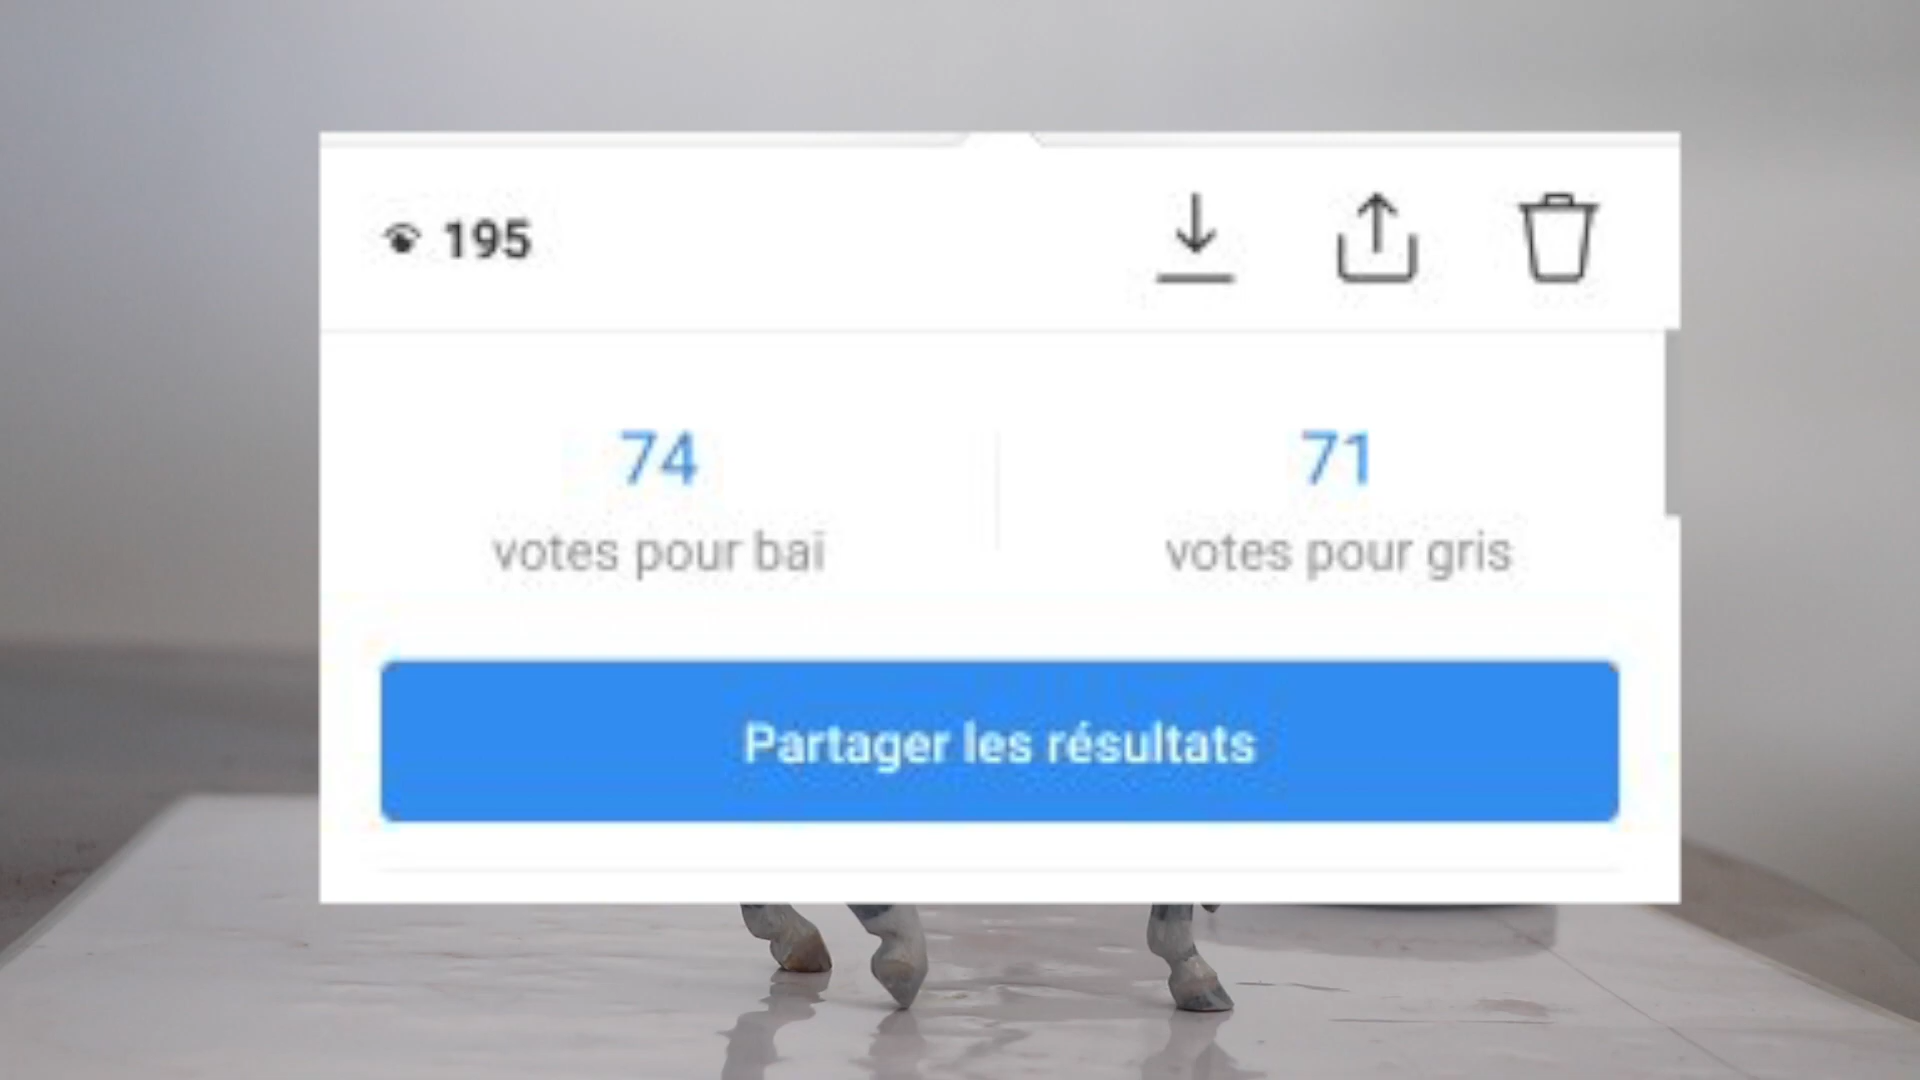 195
74
71
votes pour bai
votes pour gris
Partager les résultats